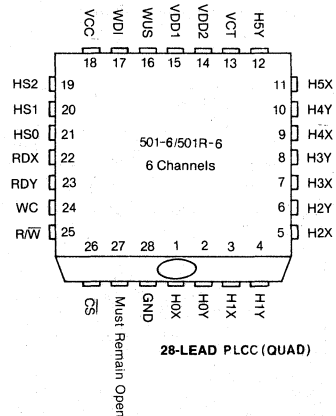 VCC WDI WUS VDD1 VDD2 VCT H5Y
18 17 16 15 14 13 12
HS2 19
HS1 20
HS0 21
RDX 22
RDY 23
WC 24
R/W̅ 25
501-6/501R-6
6 Channels
11 H5X
10 H4Y
9 H4X
8 H3Y
7 H3X
6 H2Y
5 H2X
26 27 28 1 2 3 4
C̅S̅ Must Remain Open GND H0X H0Y H1X H1Y
28-LEAD PLCC (QUAD)